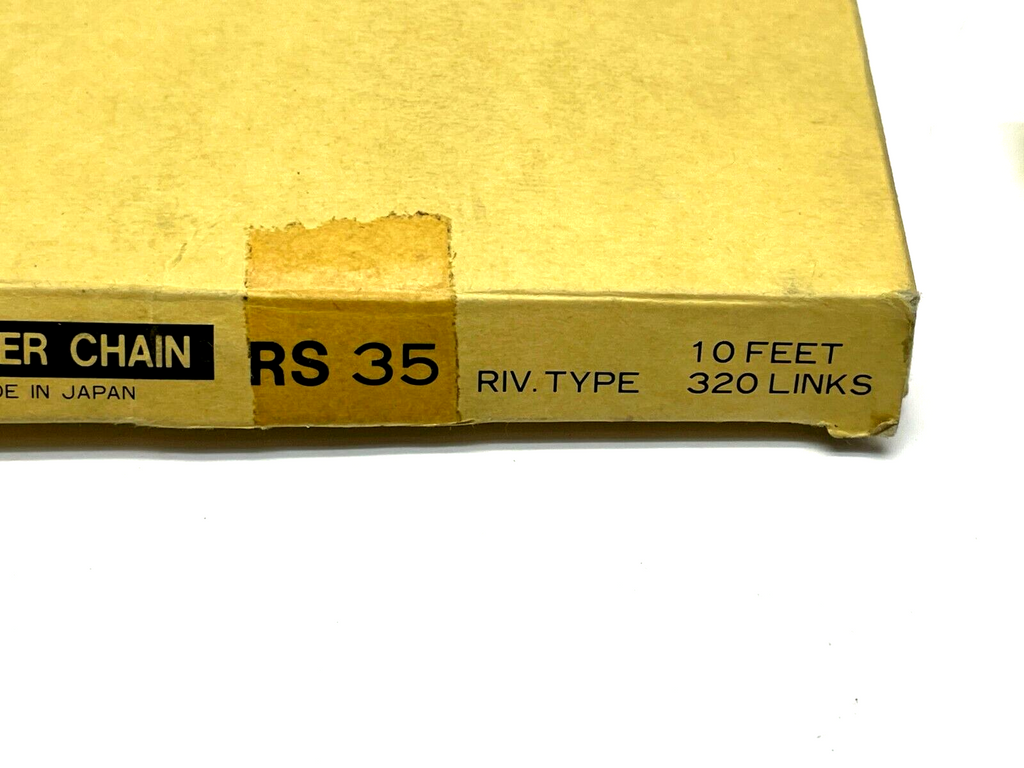 ER CHAIN
DE IN JAPAN
RS 35
RIV. TYPE
10 FEET
320 LINKS